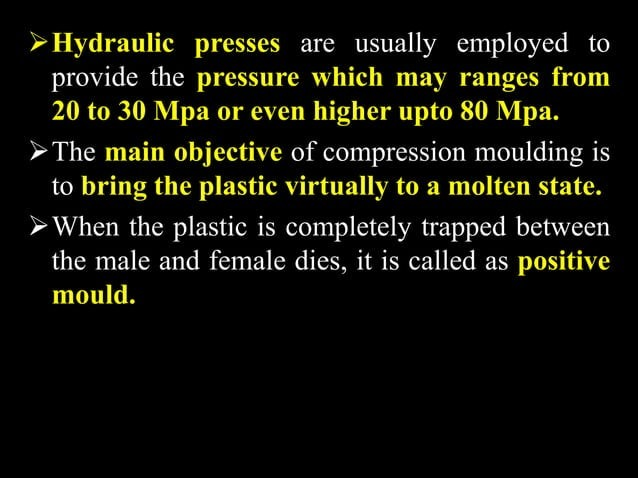 ➢Hydraulic presses are usually employed to
provide the pressure which may ranges from
20 to 30 Mpa or even higher upto 80 Mpa.
➢The main objective of compression moulding is
to bring the plastic virtually to a molten state.
➢When the plastic is completely trapped between
the male and female dies, it is called as positive
mould.